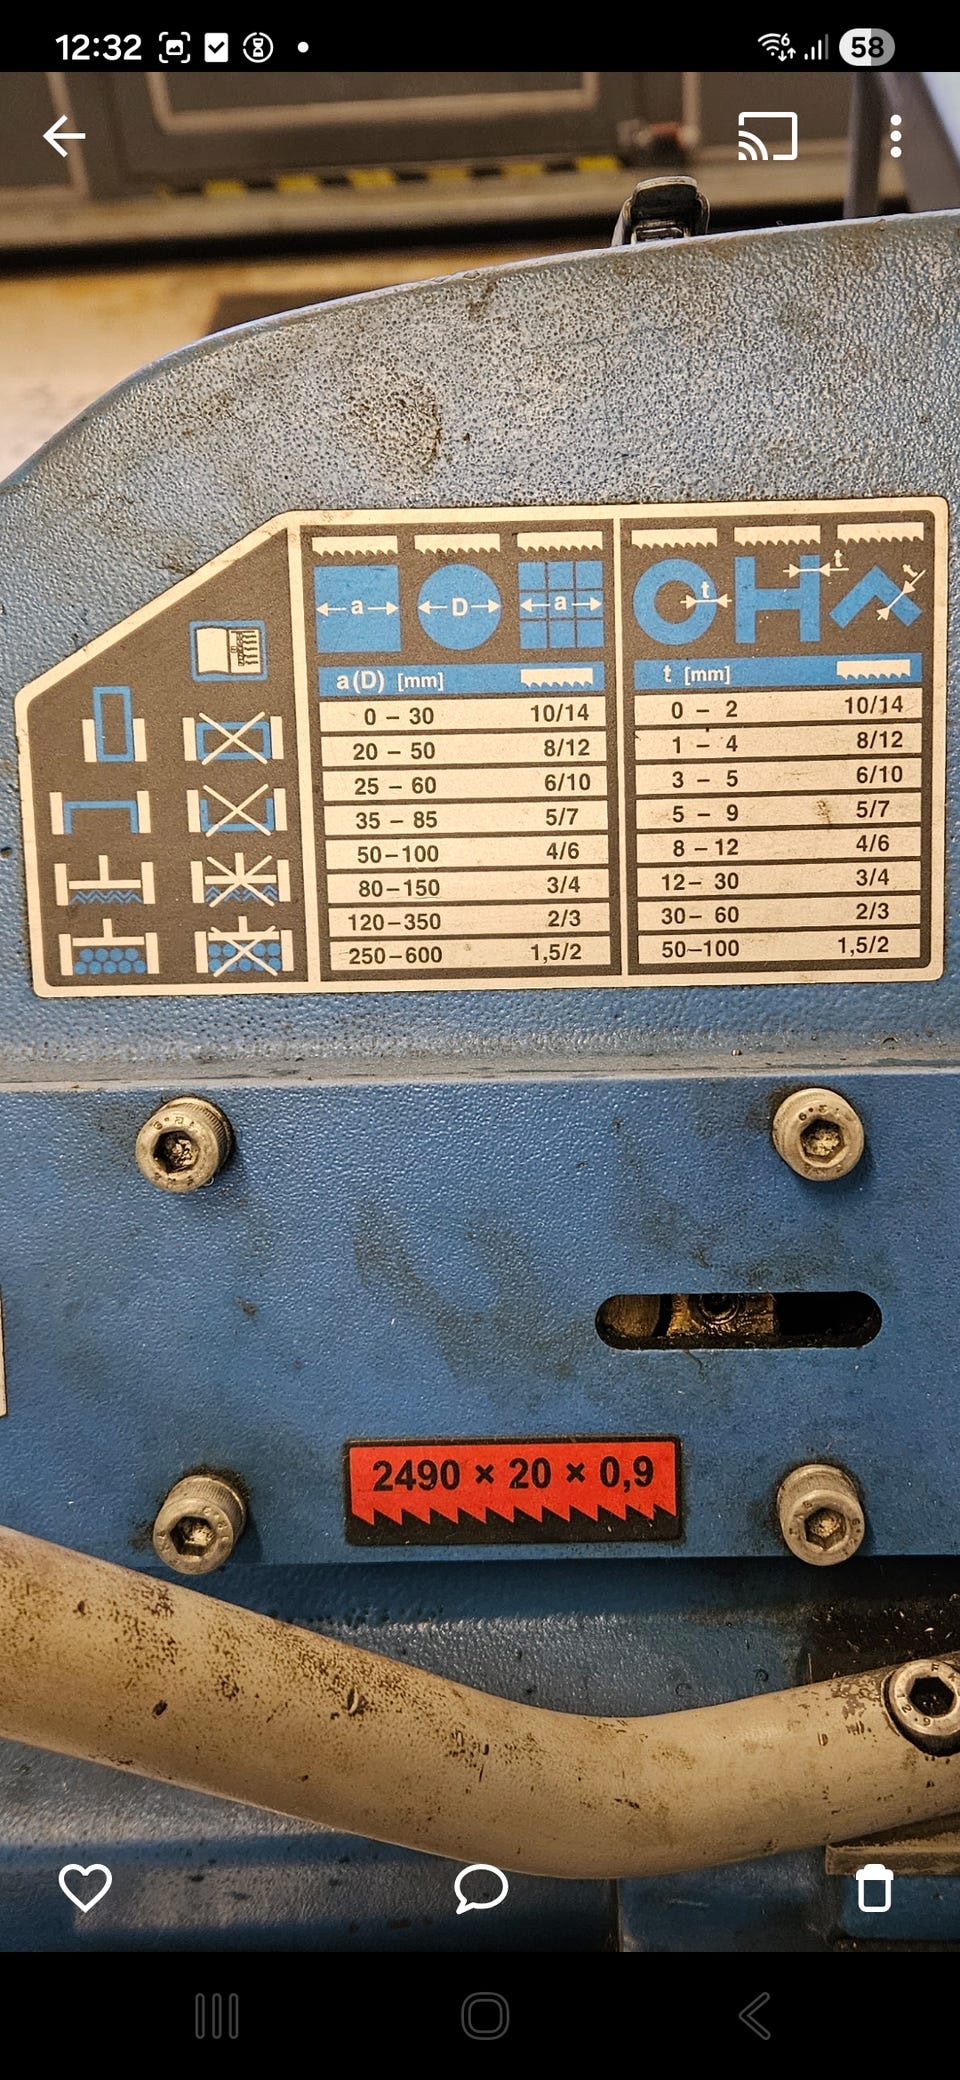 12:32
6
58
a D a t t t
a (D) [mm]
0 – 30 10/14
20 – 50 8/12
25 – 60 6/10
35 – 85 5/7
50–100 4/6
80–150 3/4
120–350 2/3
250–600 1,5/2
t [mm]
0 – 2 10/14
1 – 4 8/12
3 – 5 6/10
5 – 9 5/7
8 – 12 4/6
12– 30 3/4
30– 60 2/3
50–100 1,5/2
2490 × 20 × 0,9